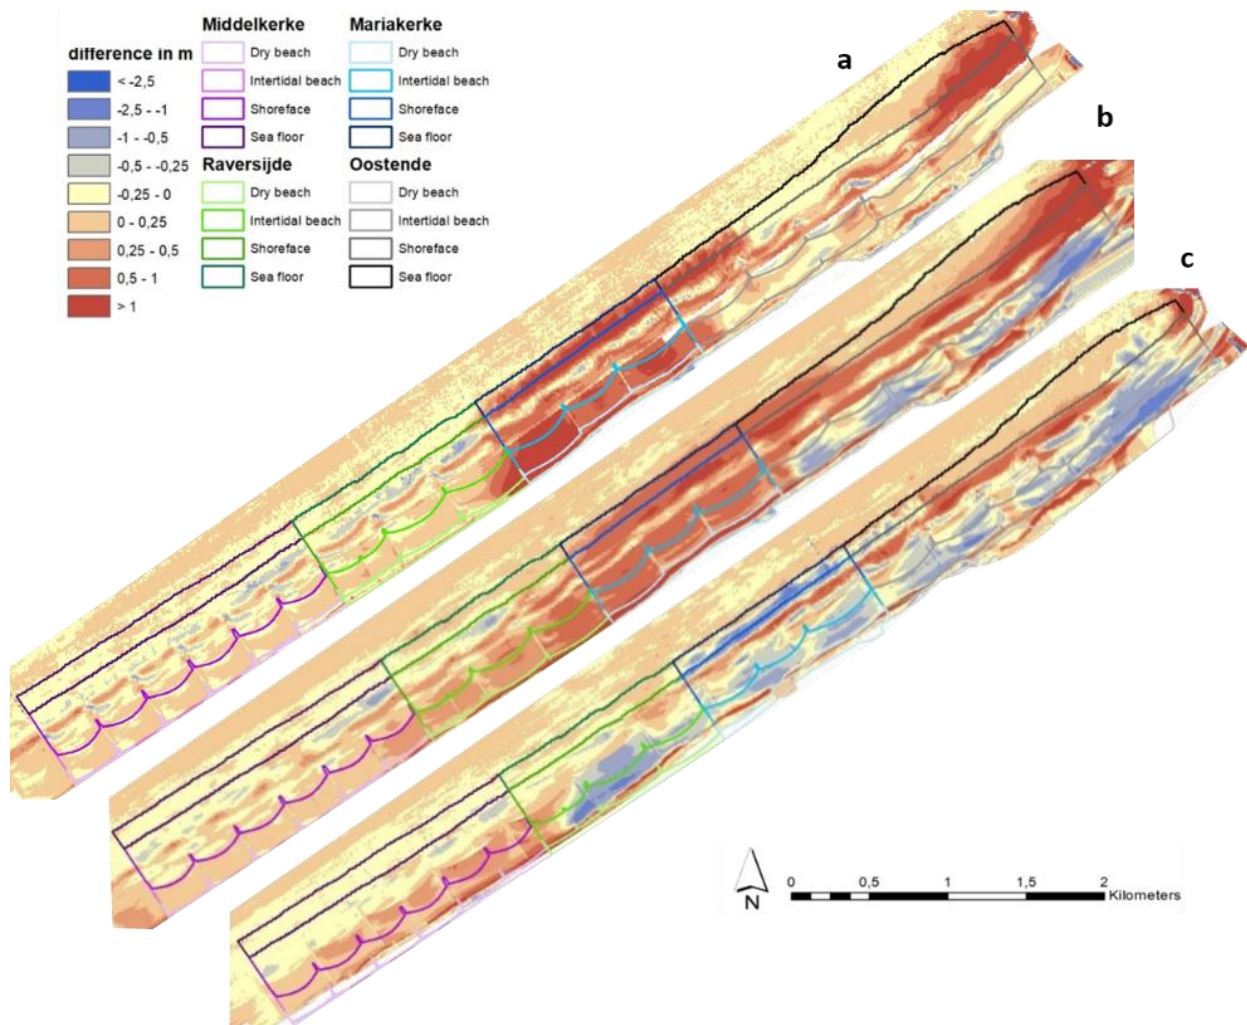 difference in m
< -2,5
-2,5 - -1
-1 - -0,5
-0,5 - -0,25
-0,25 - 0
0 - 0,25
0,25 - 0,5
0,5 - 1
> 1
Middelkerke
Dry beach
Intertidal beach
Shoreface
Sea floor
Raversijde
Dry beach
Intertidal beach
Shoreface
Sea floor
Mariakerke
Dry beach
Intertidal beach
Shoreface
Sea floor
Oostende
Dry beach
Intertidal beach
Shoreface
Sea floor
a
b
c
N
0 0,5 1 1,5 2
Kilometers